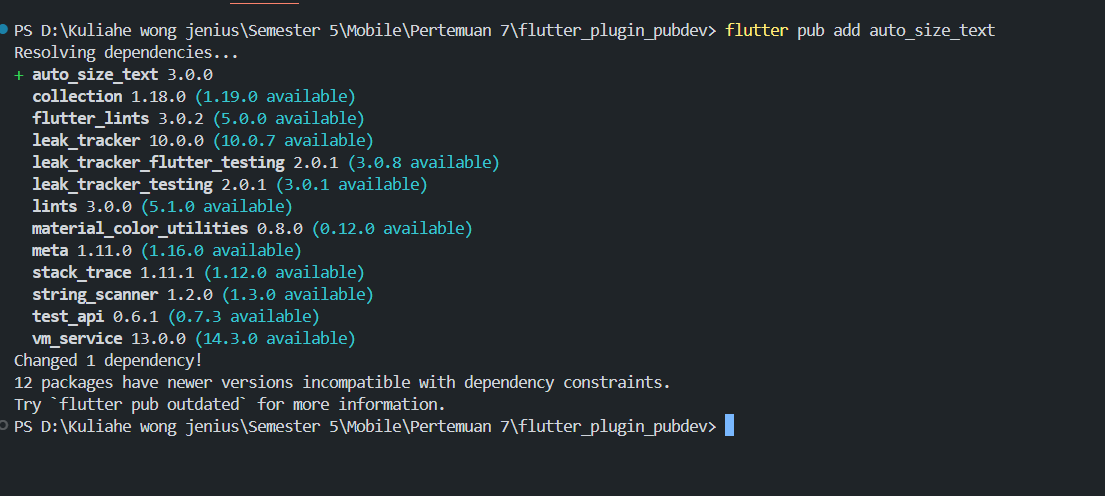 PS D:\Kuliahe wong jenius\Semester 5\Mobile\Pertemuan 7\flutter_plugin_pubdev> flutter pub add auto_size_text
Resolving dependencies...
+ auto_size_text 3.0.0
  collection 1.18.0 (1.19.0 available)
  flutter_lints 3.0.2 (5.0.0 available)
  leak_tracker 10.0.0 (10.0.7 available)
  leak_tracker_flutter_testing 2.0.1 (3.0.8 available)
  leak_tracker_testing 2.0.1 (3.0.1 available)
  lints 3.0.0 (5.1.0 available)
  material_color_utilities 0.8.0 (0.12.0 available)
  meta 1.11.0 (1.16.0 available)
  stack_trace 1.11.1 (1.12.0 available)
  string_scanner 1.2.0 (1.3.0 available)
  test_api 0.6.1 (0.7.3 available)
  vm_service 13.0.0 (14.3.0 available)
Changed 1 dependency!
12 packages have newer versions incompatible with dependency constraints.
Try `flutter pub outdated` for more information.
PS D:\Kuliahe wong jenius\Semester 5\Mobile\Pertemuan 7\flutter_plugin_pubdev>